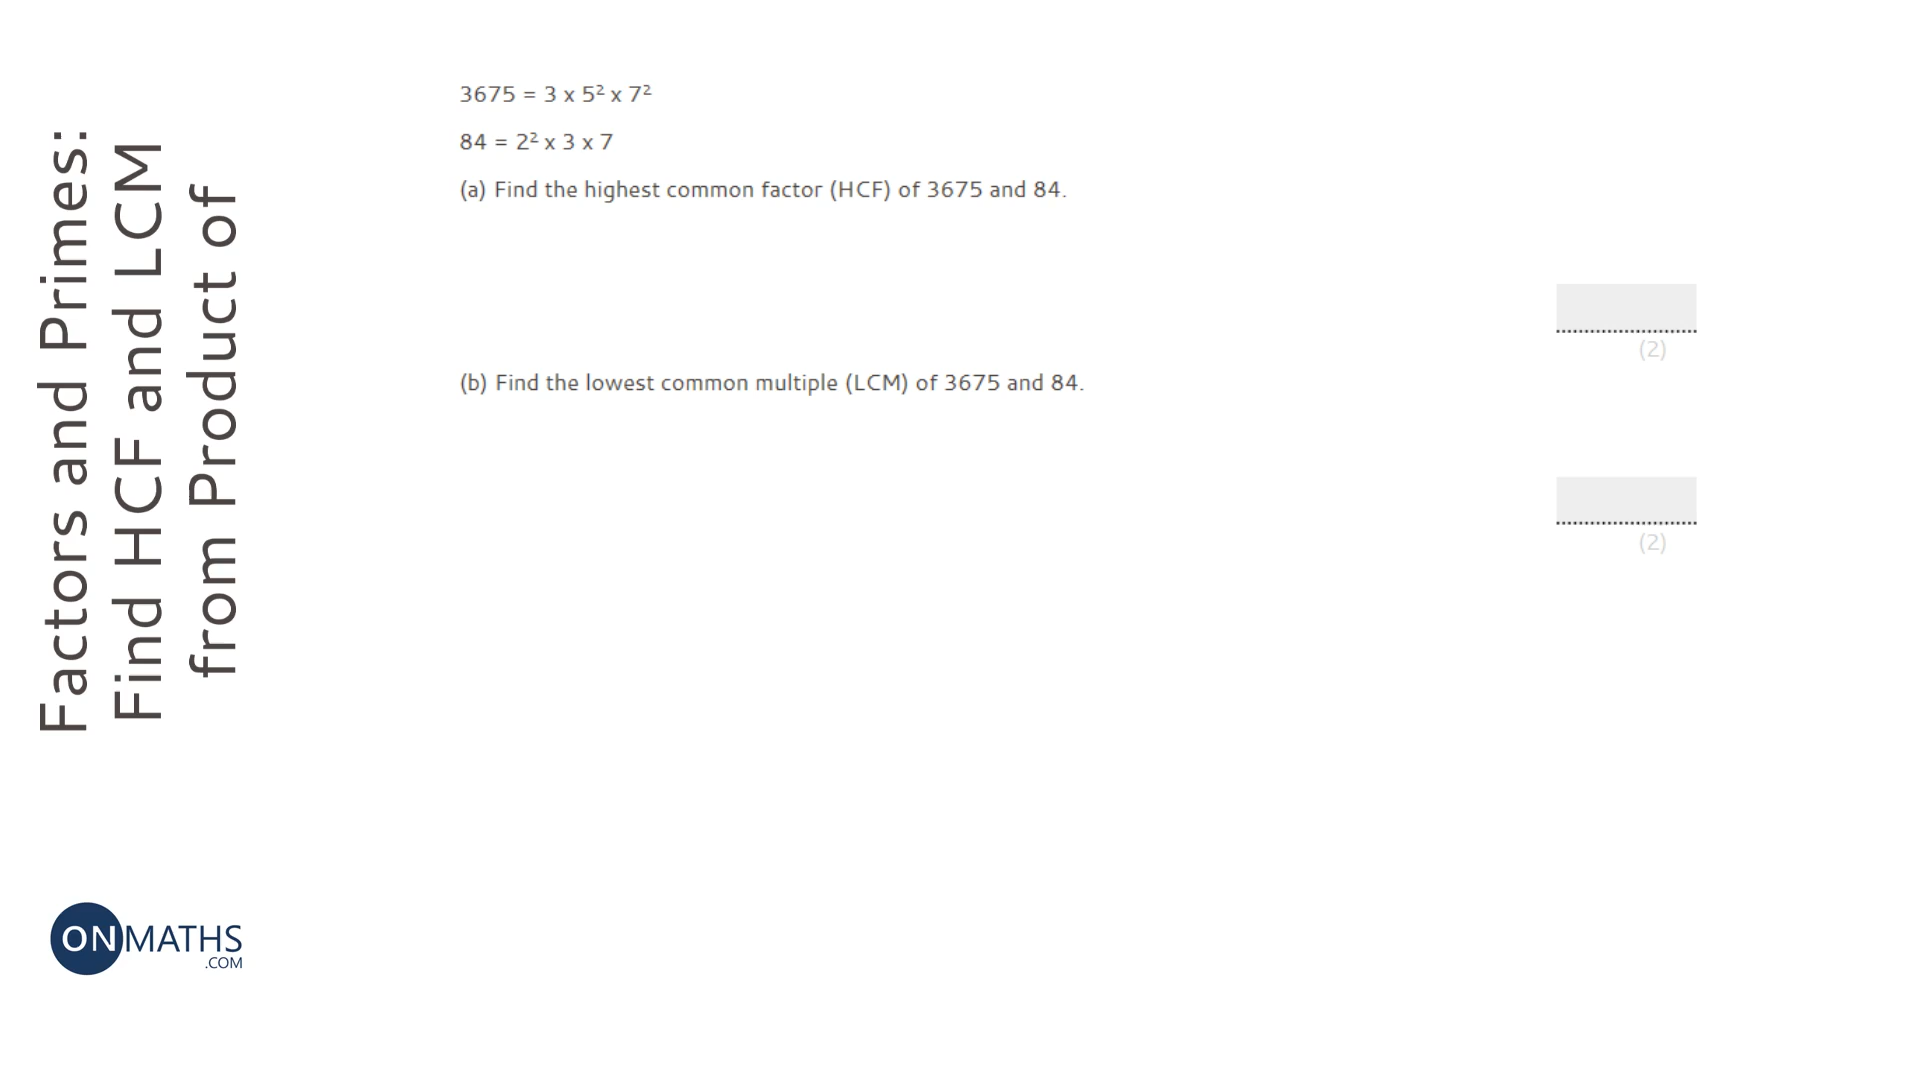 Factors and Primes:
Find HCF and LCM
from Product of
3675 = 3 x 5² x 7²
84 = 2² x 3 x 7
(a) Find the highest common factor (HCF) of 3675 and 84.
(2)
(b) Find the lowest common multiple (LCM) of 3675 and 84.
(2)
ONMATHS
.COM